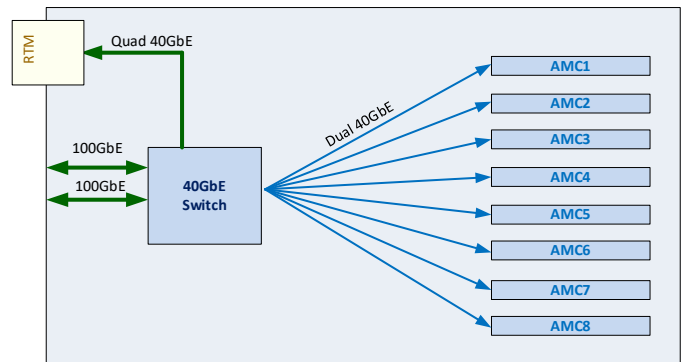 RTM
Quad 40GbE
100GbE
100GbE
40GbE
Switch
Dual 40GbE
AMC1
AMC2
AMC3
AMC4
AMC5
AMC6
AMC7
AMC8